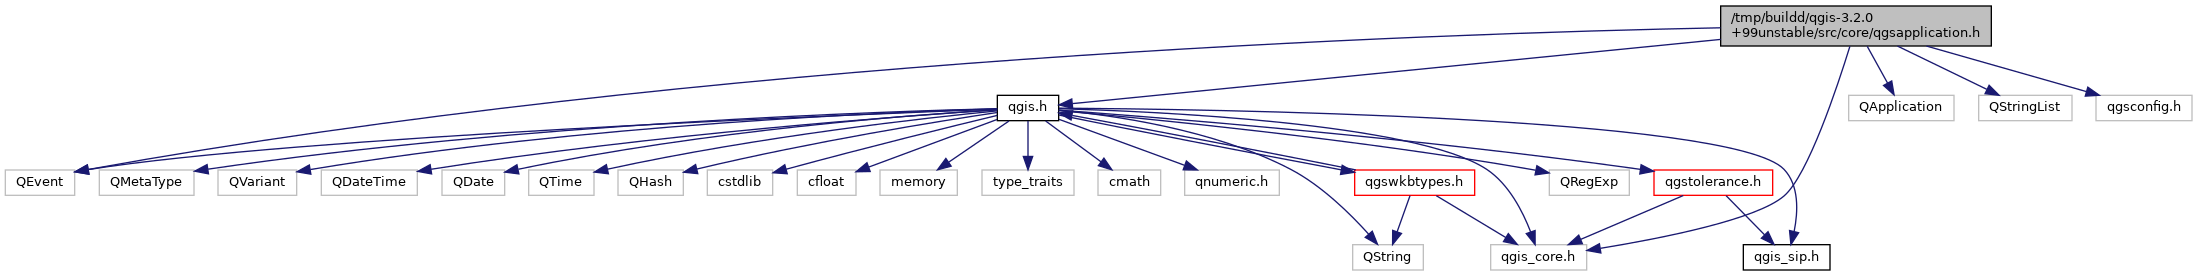 /tmp/buildd/qgis-3.2.0
+99unstable/src/core/qgsapplication.h
qgis.h
QApplication
QStringList
qgsconfig.h
QEvent
QMetaType
QVariant
QDateTime
QDate
QTime
QHash
cstdlib
cfloat
memory
type_traits
cmath
qnumeric.h
qgswkbtypes.h
QRegExp
qgstolerance.h
QString
qgis_core.h
qgis_sip.h